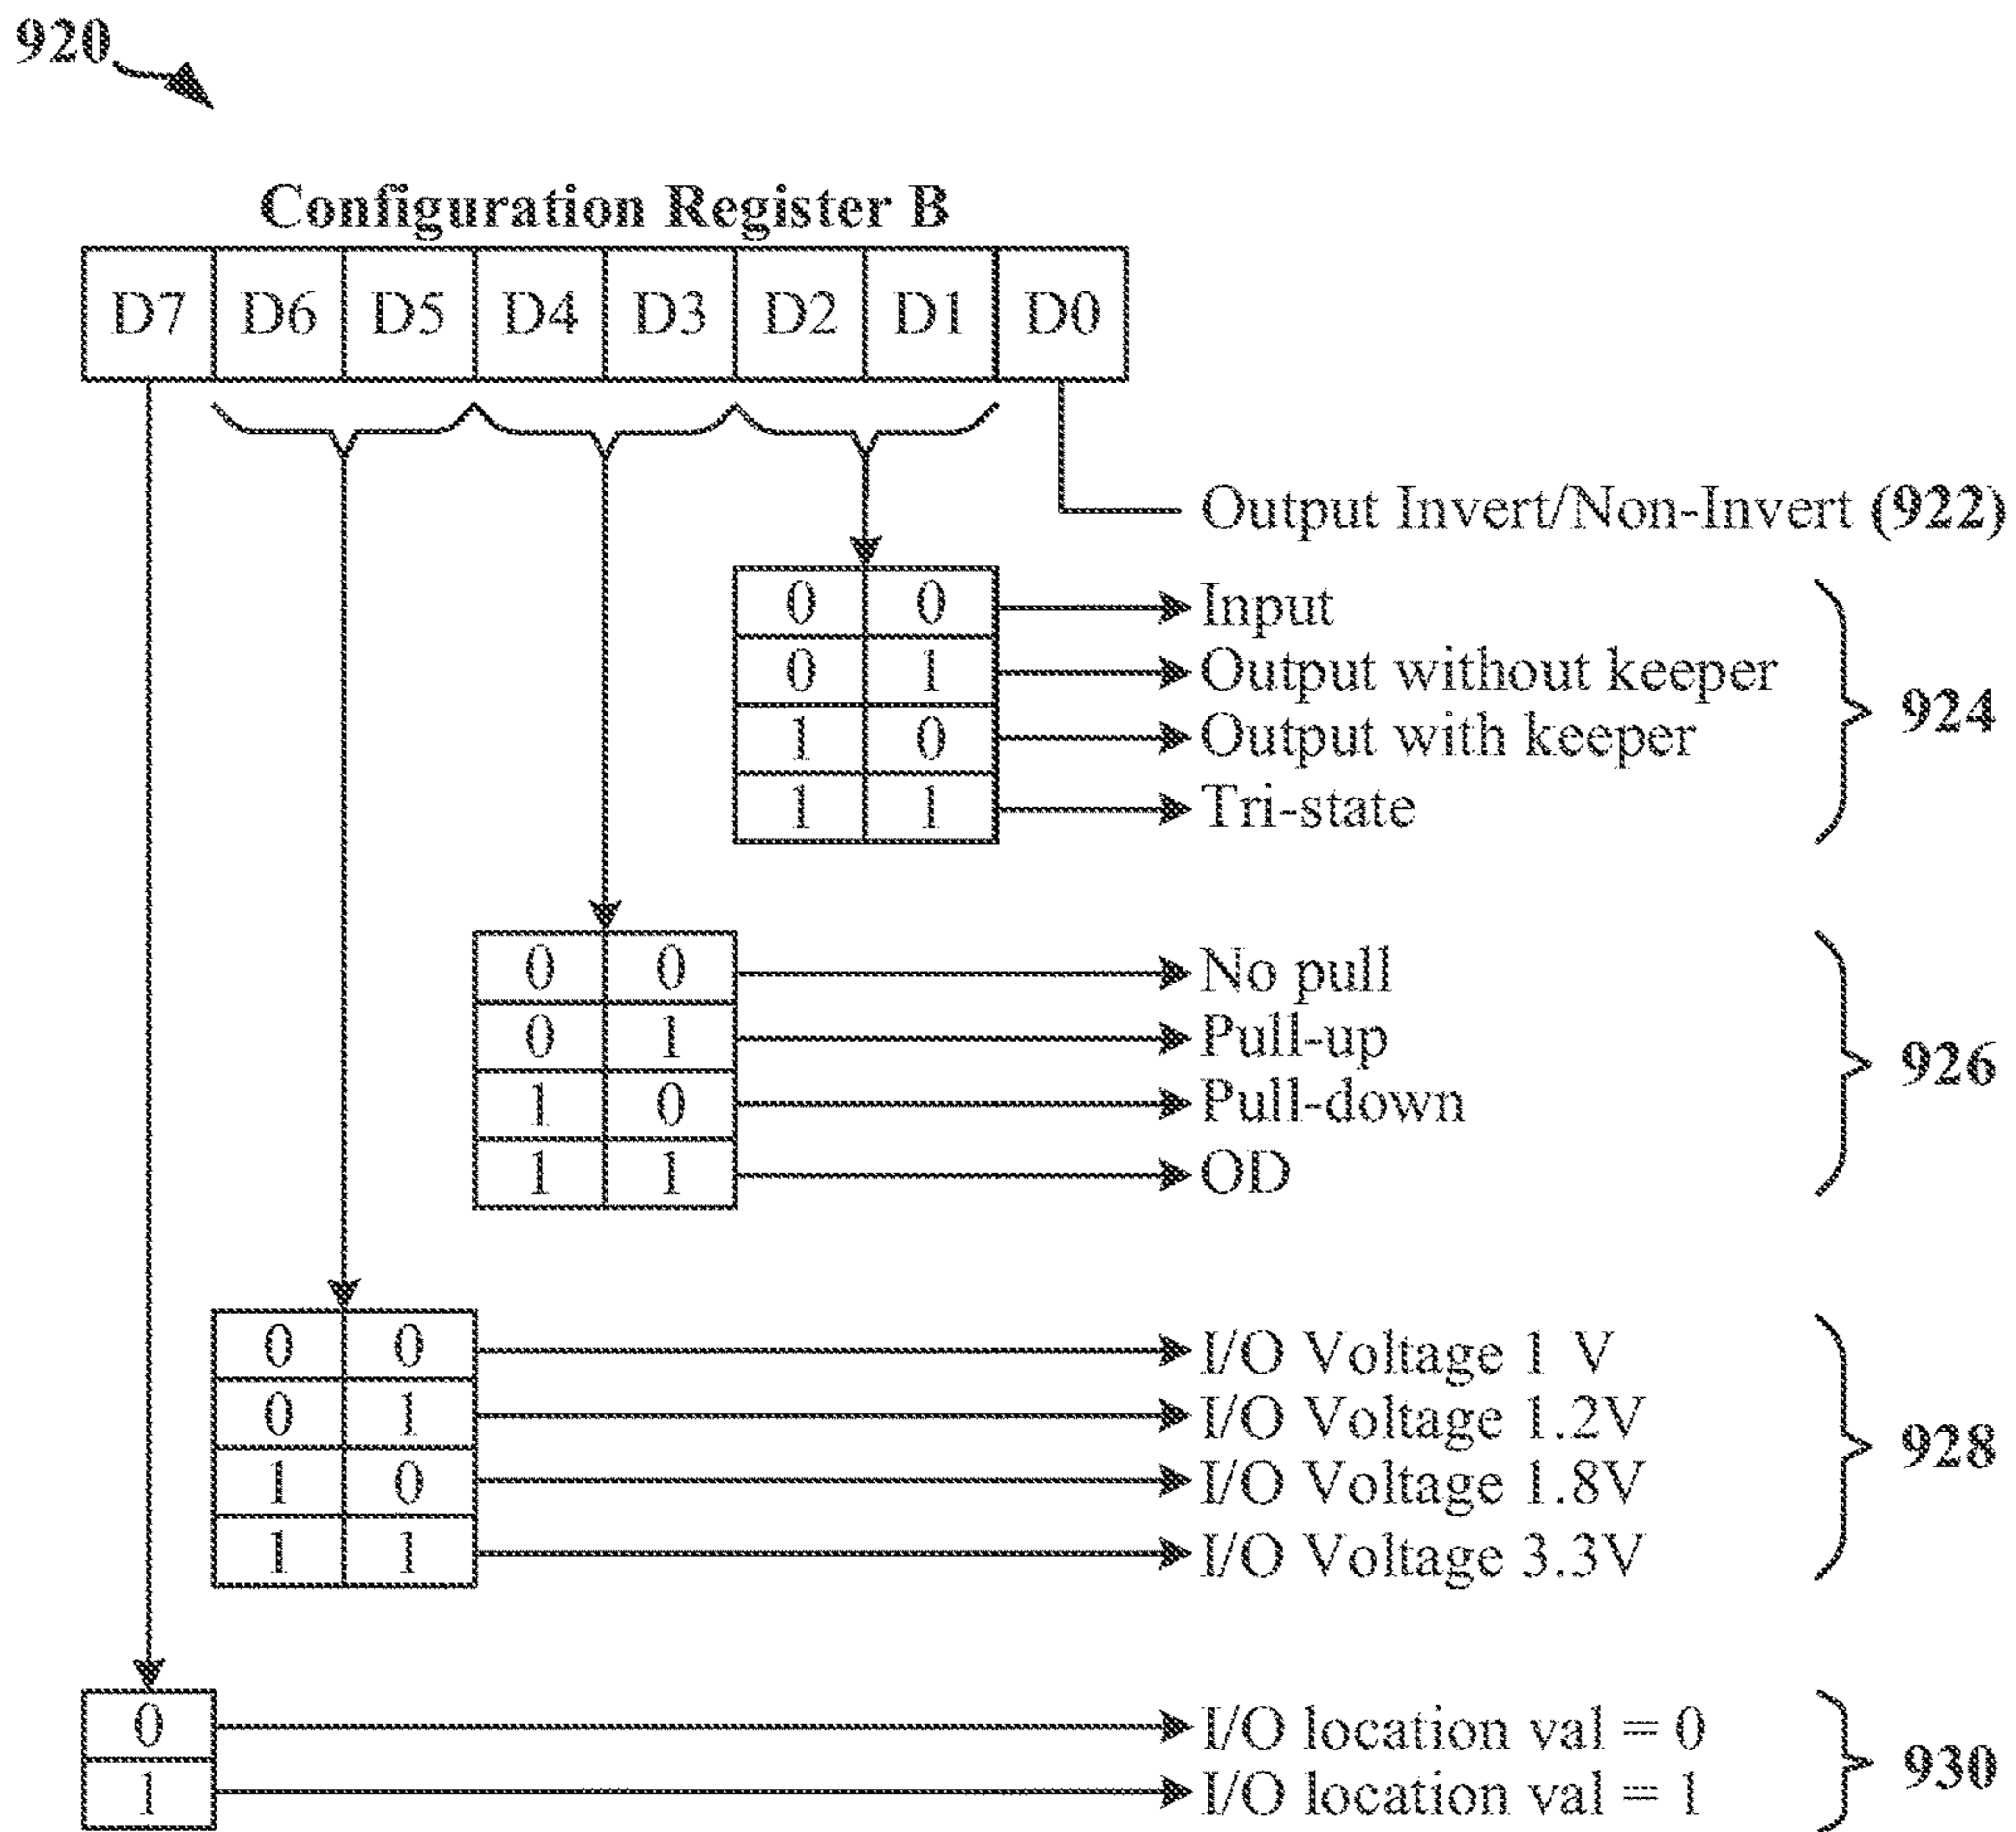 920
Configuration Register B
D7 D6 D5 D4 D3 D2 D1 D0
Output Invert/Non-Invert (922)
0 0 Input
0 1 Output without keeper
1 0 Output with keeper
1 1 Tri-state
924
0 0 No pull
0 1 Pull-up
1 0 Pull-down
1 1 OD
926
0 0 I/O Voltage 1 V
0 1 I/O Voltage 1.2V
1 0 I/O Voltage 1.8V
1 1 I/O Voltage 3.3V
928
0 I/O location val = 0
1 I/O location val = 1
930